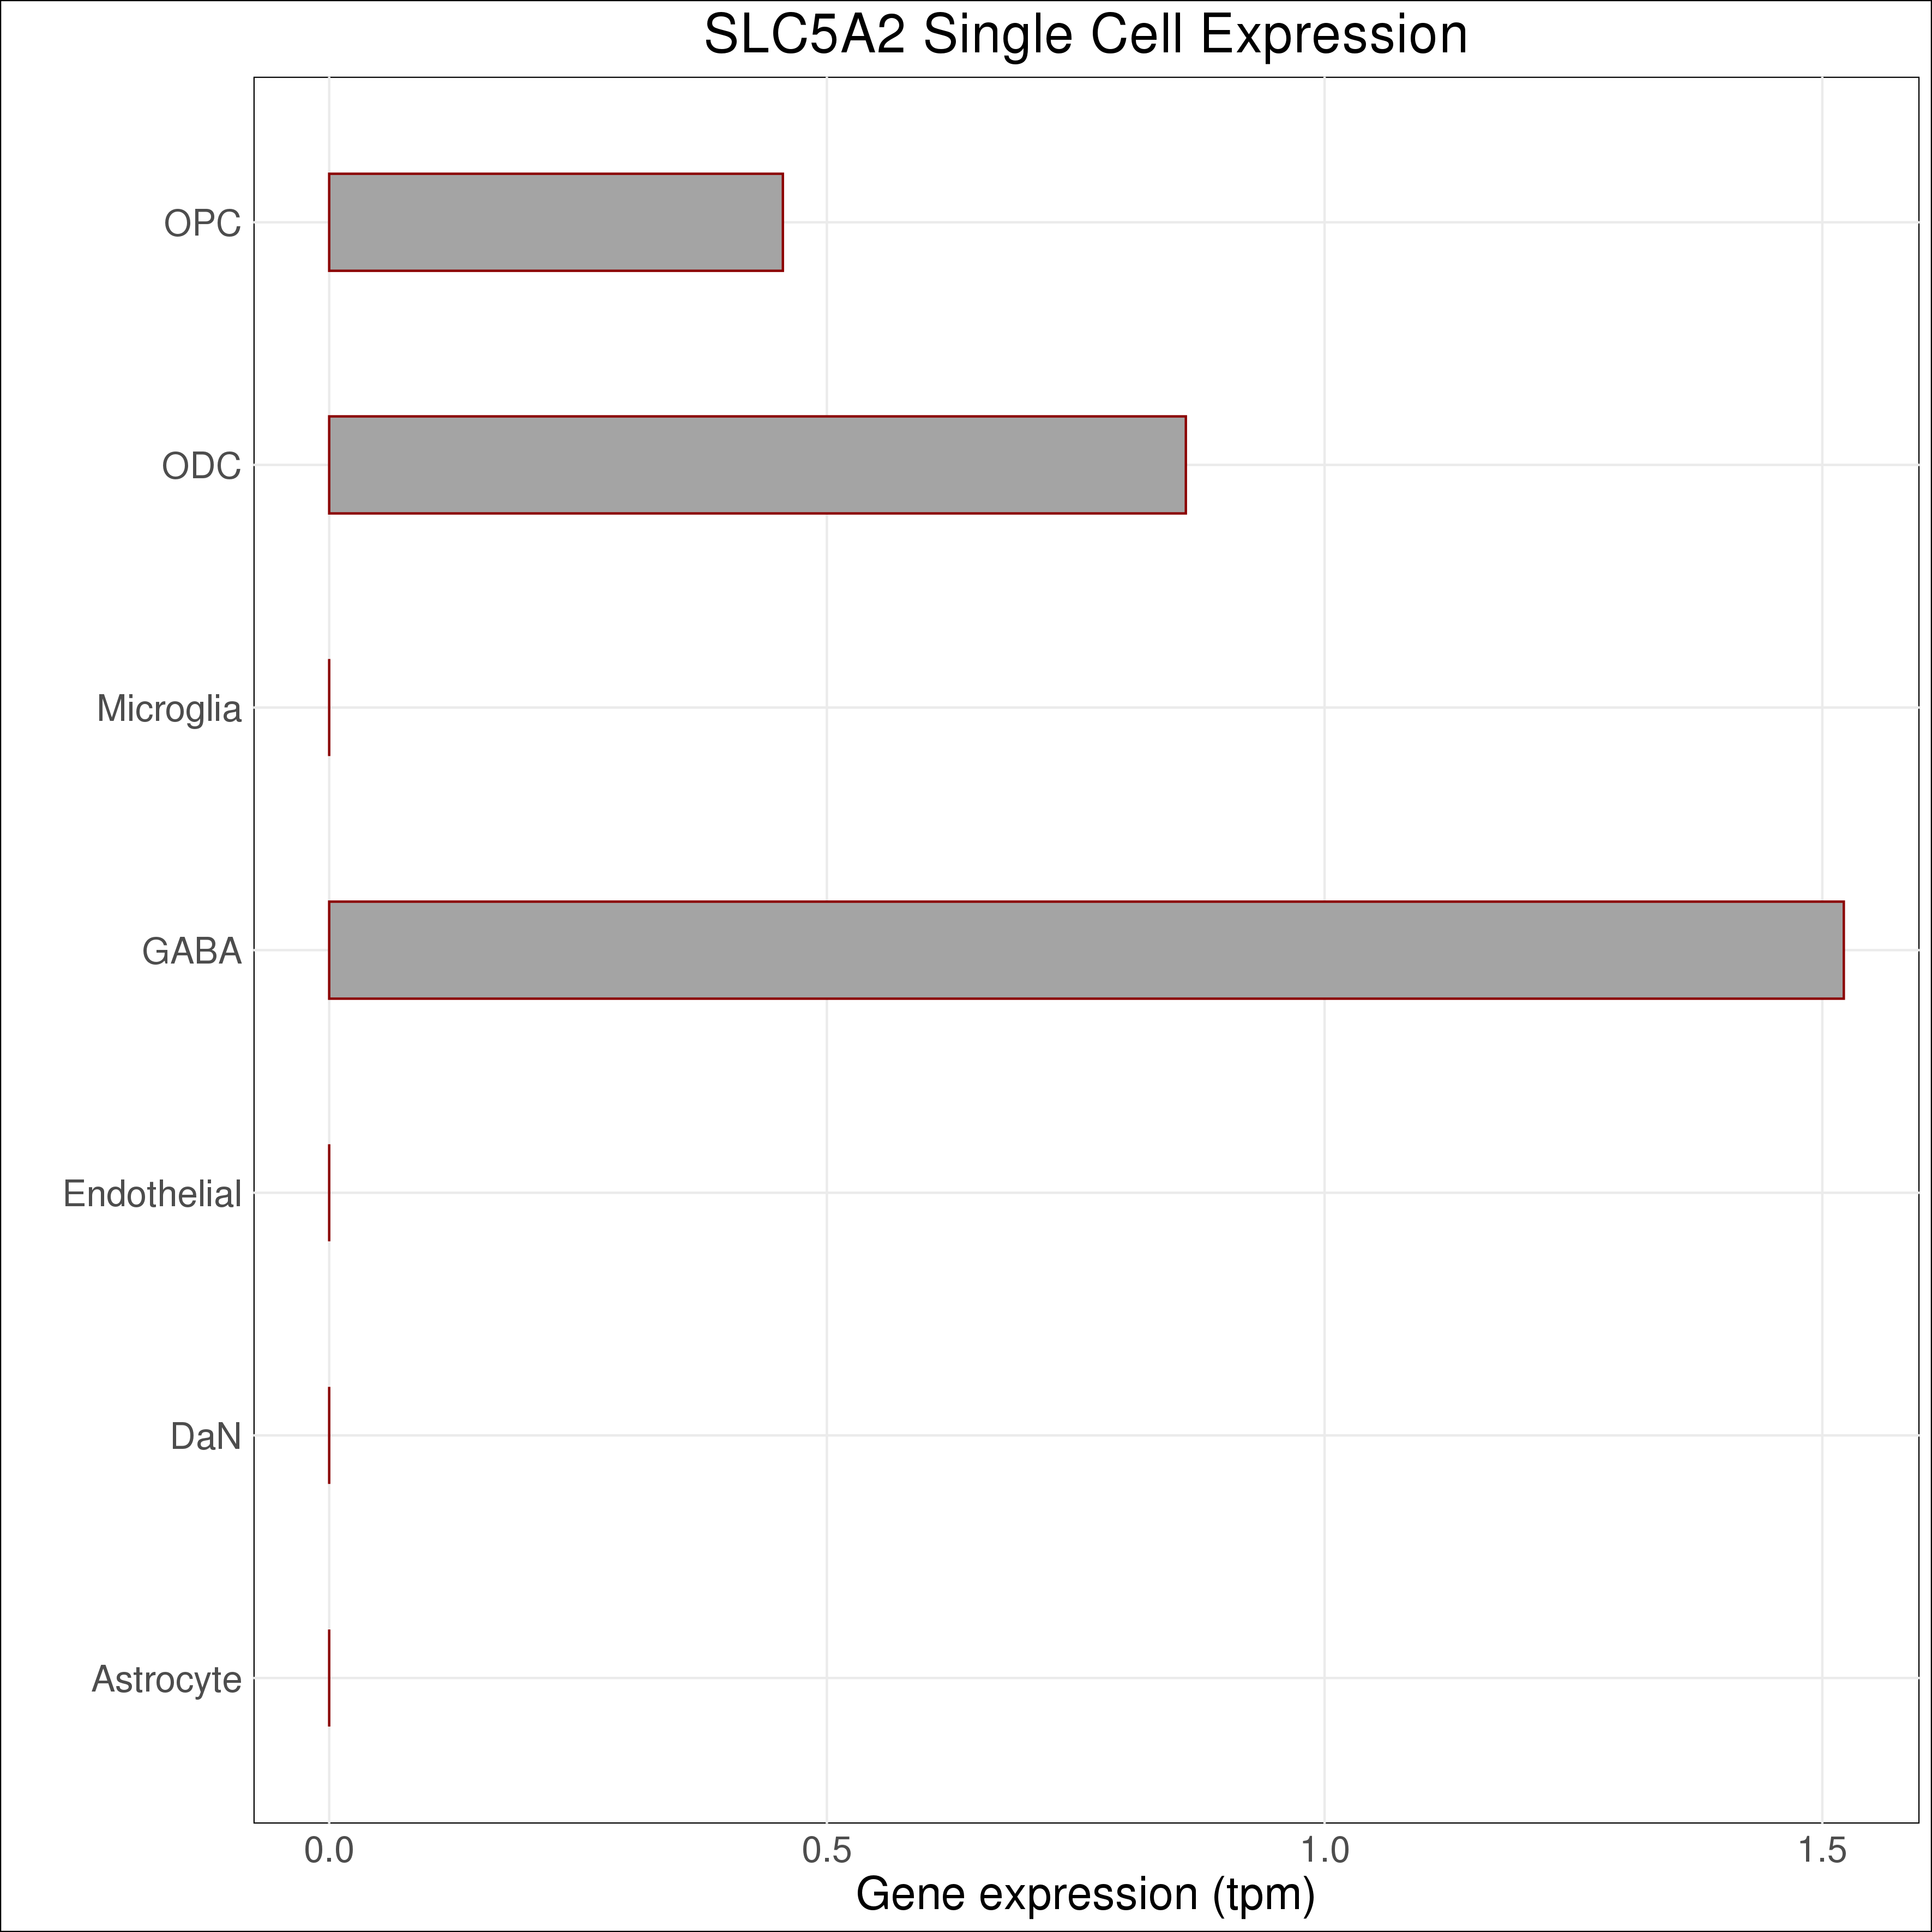 SLC5A2 Single Cell Expression
OPC
ODC
Microglia
GABA
Endothelial
DaN
Astrocyte
0.0 0.5 1.0 1.5
Gene expression (tpm)